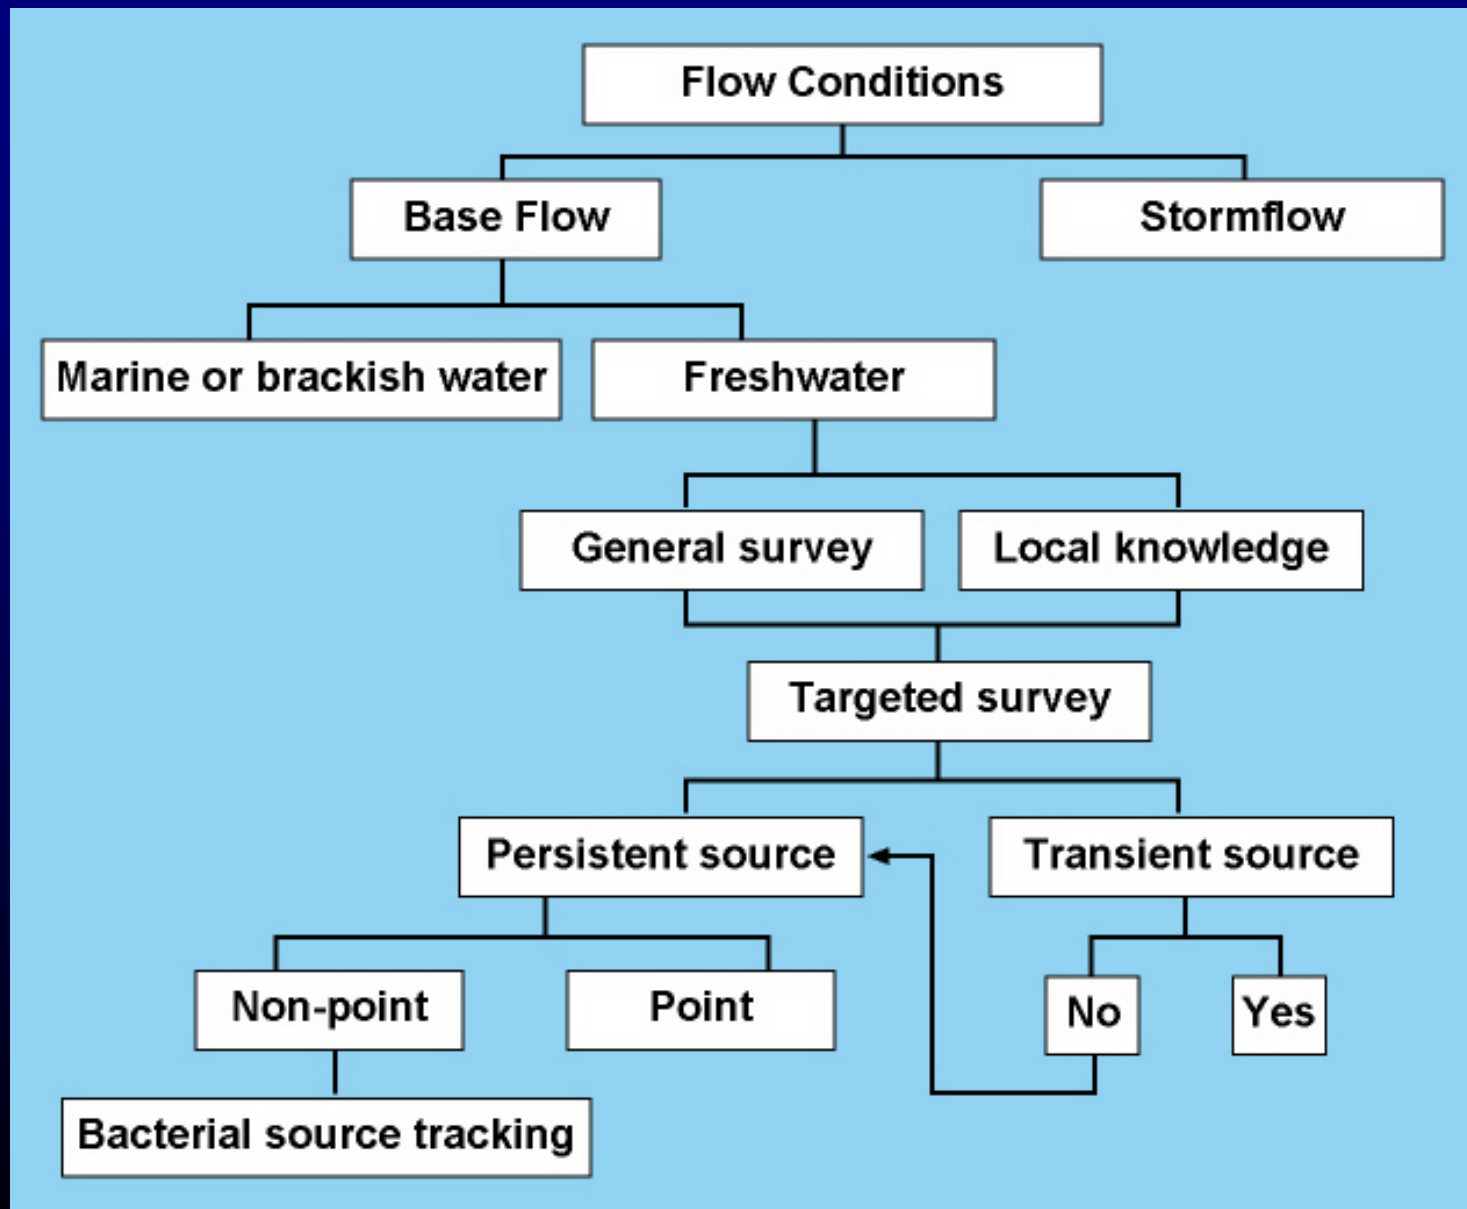 Flow Conditions
Base Flow
Stormflow
Marine or brackish water
Freshwater
General survey
Local knowledge
Targeted survey
Persistent source
Transient source
Non-point
Point
No
Yes
Bacterial source tracking